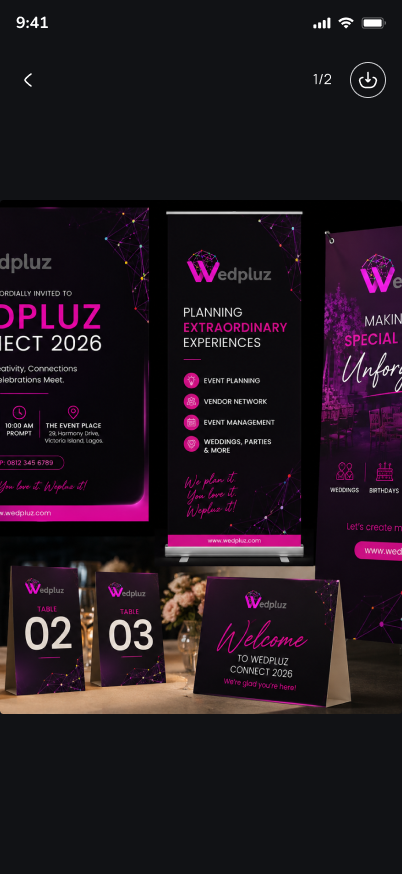 9:41
1/2
edpluz
ORDIALLY INVITED TO
DPLUZ
NECT 2026
eativity, Connections
elebrations Meet.
10:00 AM
PROMPT
THE EVENT PLACE
29, Harmony Drive,
Victoria Island, Lagos.
P: 0812 345 6789
You love it. Wepluz it!
ww.wedpluz.com
Wedpluz
PLANNING
EXTRAORDINARY
EXPERIENCES
EVENT PLANNING
VENDOR NETWORK
EVENT MANAGEMENT
WEDDINGS, PARTIES
& MORE
We plan it.
You love it.
Wepluz it!
www.wedpluz.com
We
MAKIN
SPECIAL
Unforg
WEDDINGS
BIRTHDAYS
Let's create m
www.wed
Wedpluz
TABLE
02
Wedpluz
TABLE
03
Wedpluz
Welcome
TO WEDPLUZ
CONNECT 2026
We're glad you're here!